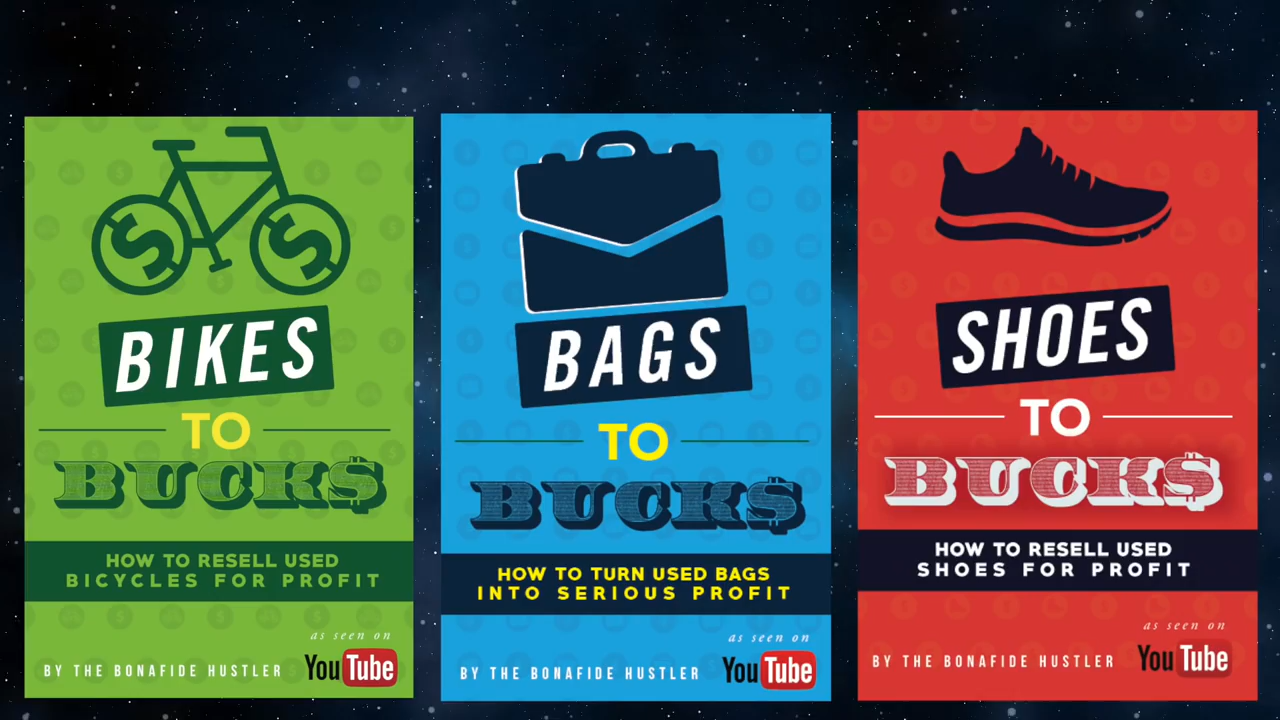 BIKES
TO
BUCK$
HOW TO RESELL USED
BICYCLES FOR PROFIT
as seen on
BY THE BONAFIDE HUSTLER
YouTube
BAGS
TO
BUCK$
HOW TO TURN USED BAGS
INTO SERIOUS PROFIT
as seen on
BY THE BONAFIDE HUSTLER
YouTube
SHOES
TO
BUCK$
HOW TO RESELL USED
SHOES FOR PROFIT
as seen on
BY THE BONAFIDE HUSTLER
YouTube